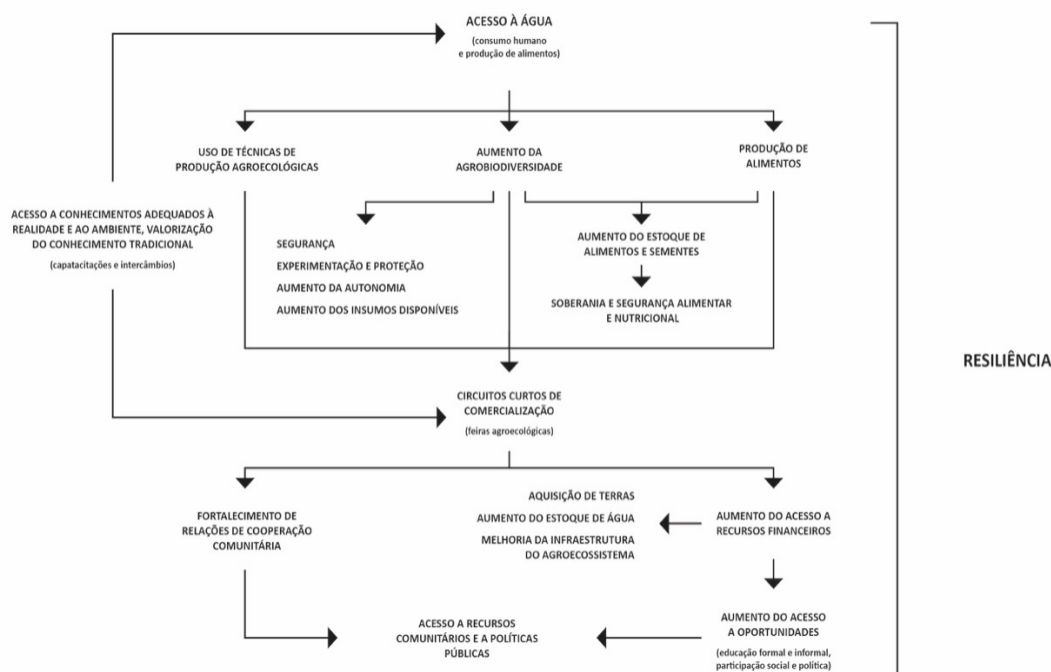 ACESSO À ÁGUA
(consumo humano
e produção de alimentos)
USO DE TÉCNICAS DE
PRODUÇÃO AGROECOLÓGICAS
AUMENTO DA
AGROBIODIVERSIDADE
PRODUÇÃO DE
ALIMENTOS
ACESSO A CONHECIMENTOS ADEQUADOS À
REALIDADE E AO AMBIENTE, VALORIZAÇÃO
DO CONHECIMENTO TRADICIONAL
(capatacitações e intercâmbios)
SEGURANÇA
EXPERIMENTAÇÃO E PROTEÇÃO
AUMENTO DA AUTONOMIA
AUMENTO DOS INSUMOS DISPONÍVEIS
AUMENTO DO ESTOQUE DE
ALIMENTOS E SEMENTES
SOBERANIA E SEGURANÇA ALIMENTAR
E NUTRICIONAL
RESILIÊNCIA
CIRCUITOS CURTOS DE
COMERCIALIZAÇÃO
(feiras agroecológicas)
FORTALECIMENTO DE
RELAÇÕES DE COOPERAÇÃO
COMUNITÁRIA
AQUISIÇÃO DE TERRAS
AUMENTO DO ESTOQUE DE ÁGUA
MELHORIA DA INFRAESTRUTURA
DO AGROECOSSISTEMA
AUMENTO DO ACESSO A
RECURSOS FINANCEIROS
ACESSO A RECURSOS
COMUNITÁRIOS E A POLÍTICAS
PÚBLICAS
AUMENTO DO ACESSO
A OPORTUNIDADES
(educação formal e informal,
participação social e política)